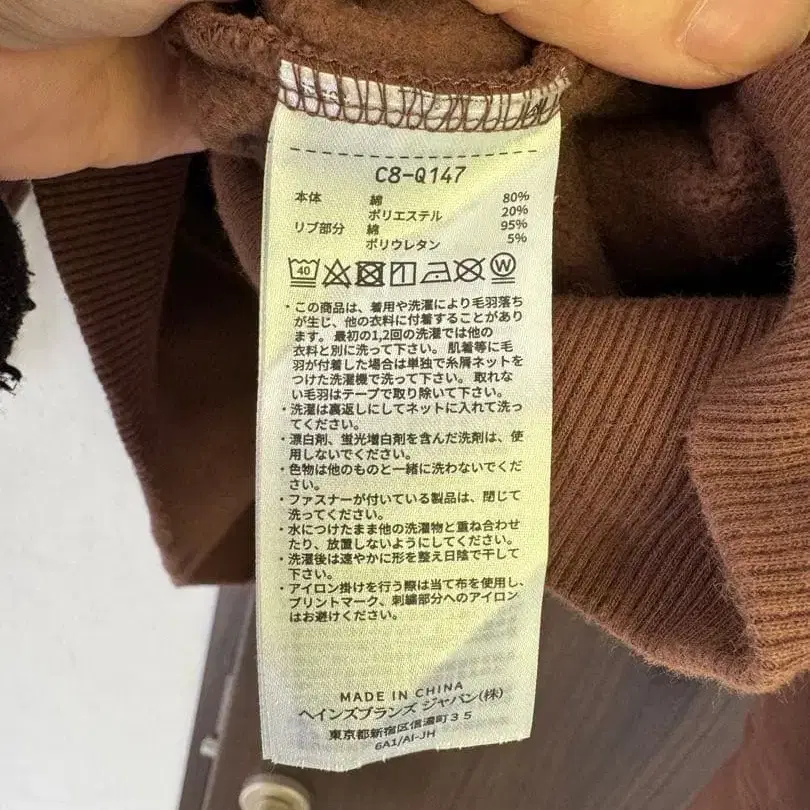 C8-Q147
本体 綿 80%
ポリエステル 20%
リブ部分 綿 95%
ポリウレタン 5%
40 W
・この商品は、着用や洗濯により毛羽落ち
が生じ、他の衣料に付着することがあり
ます。最初の1,2回の洗濯では他の
衣料と別に洗って下さい。肌着等に毛
羽が付着した場合は単独で糸屑ネットを
つけた洗濯機で洗って下さい。取れな
い毛羽はテープで取り除いて下さい。
・洗濯は裏返しにしてネットに入れて洗っ
てください。
・漂白剤、蛍光増白剤を含んだ洗剤は、使
用しないでください。
・色物は他のものと一緒に洗わないでくだ
さい。
・ファスナーが付いている製品は、閉じて
洗ってください。
・水につけたまま他の洗濯物と重ね合わせ
たり、放置しないようにしてください。
・洗濯後は速やかに形を整え日陰で干して
下さい。
・アイロン掛けを行う際は当て布を使用し、
プリントマーク、刺繍部分へのアイロン
はお避けください。
MADE IN CHINA
ヘインズブランズ ジャパン(株)
東京都新宿区信濃町35
6A1/AI-JH